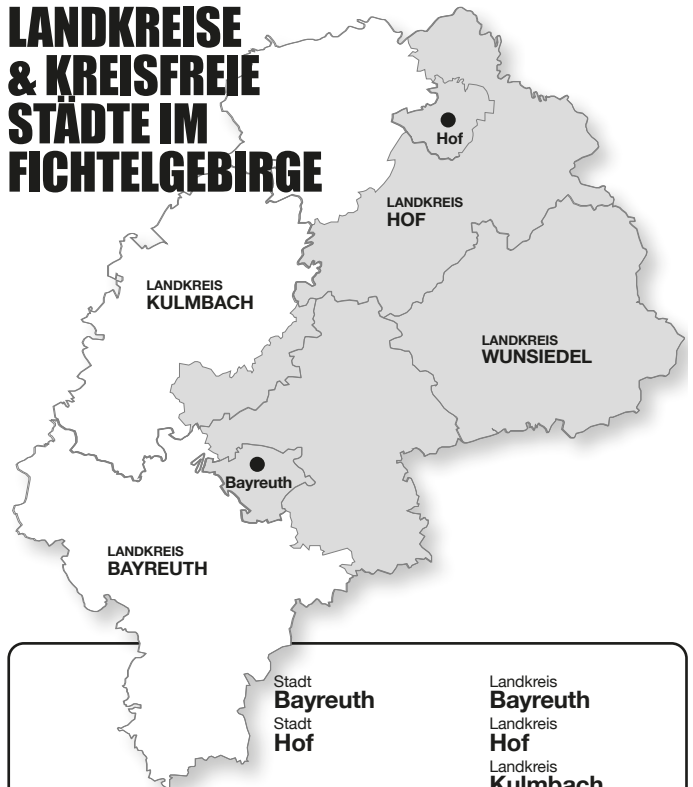 LANDKREISE
& KREISFREIE
STÄDTE IM
FICHTELGEBIRGE
Hof
LANDKREIS
HOF
LANDKREIS
KULMBACH
LANDKREIS
WUNSIEDEL
Bayreuth
LANDKREIS
BAYREUTH
Stadt
Bayreuth
Stadt
Hof
Landkreis
Bayreuth
Landkreis
Hof
Landkreis
Kulmbach